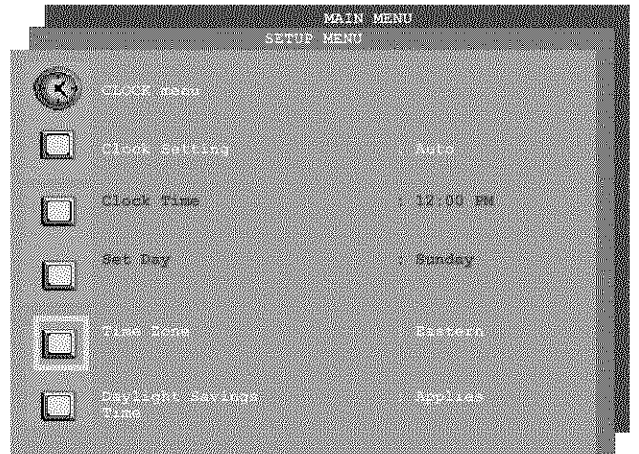 MAIN MENU
SETUP MENU
CLOCK menu
Clock Setting : Auto
Clock Time : 12:00 PM
Set Day : Sunday
Time Zone Eastern
Daylight Savings Applies
Time